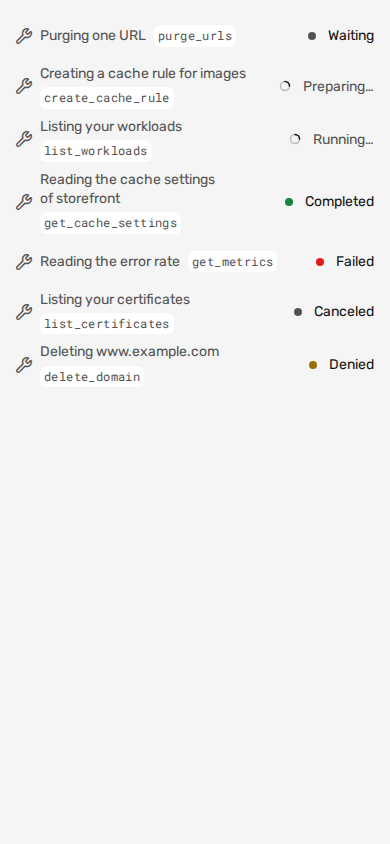 Purging one URL purge_urls Waiting
Creating a cache rule for images
create_cache_rule
Preparing…
Listing your workloads
list_workloads
Running…
Reading the cache settings
of storefront
get_cache_settings
Completed
Reading the error rate get_metrics Failed
Listing your certificates
list_certificates
Canceled
Deleting www.example.com
delete_domain
Denied